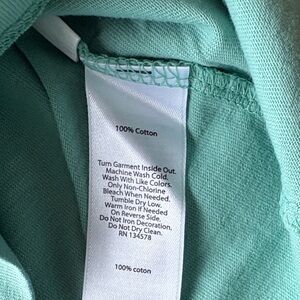 100% Cotton
Turn Garment Inside Out.
Machine Wash Cold.
Wash With Like Colors.
Only Non-Chlorine
Bleach When Needed.
Tumble Dry Low.
Warm Iron if Needed
On Reverse Side.
Do Not Iron Decoration.
Do Not Dry Clean.
RN 134578
100% coton